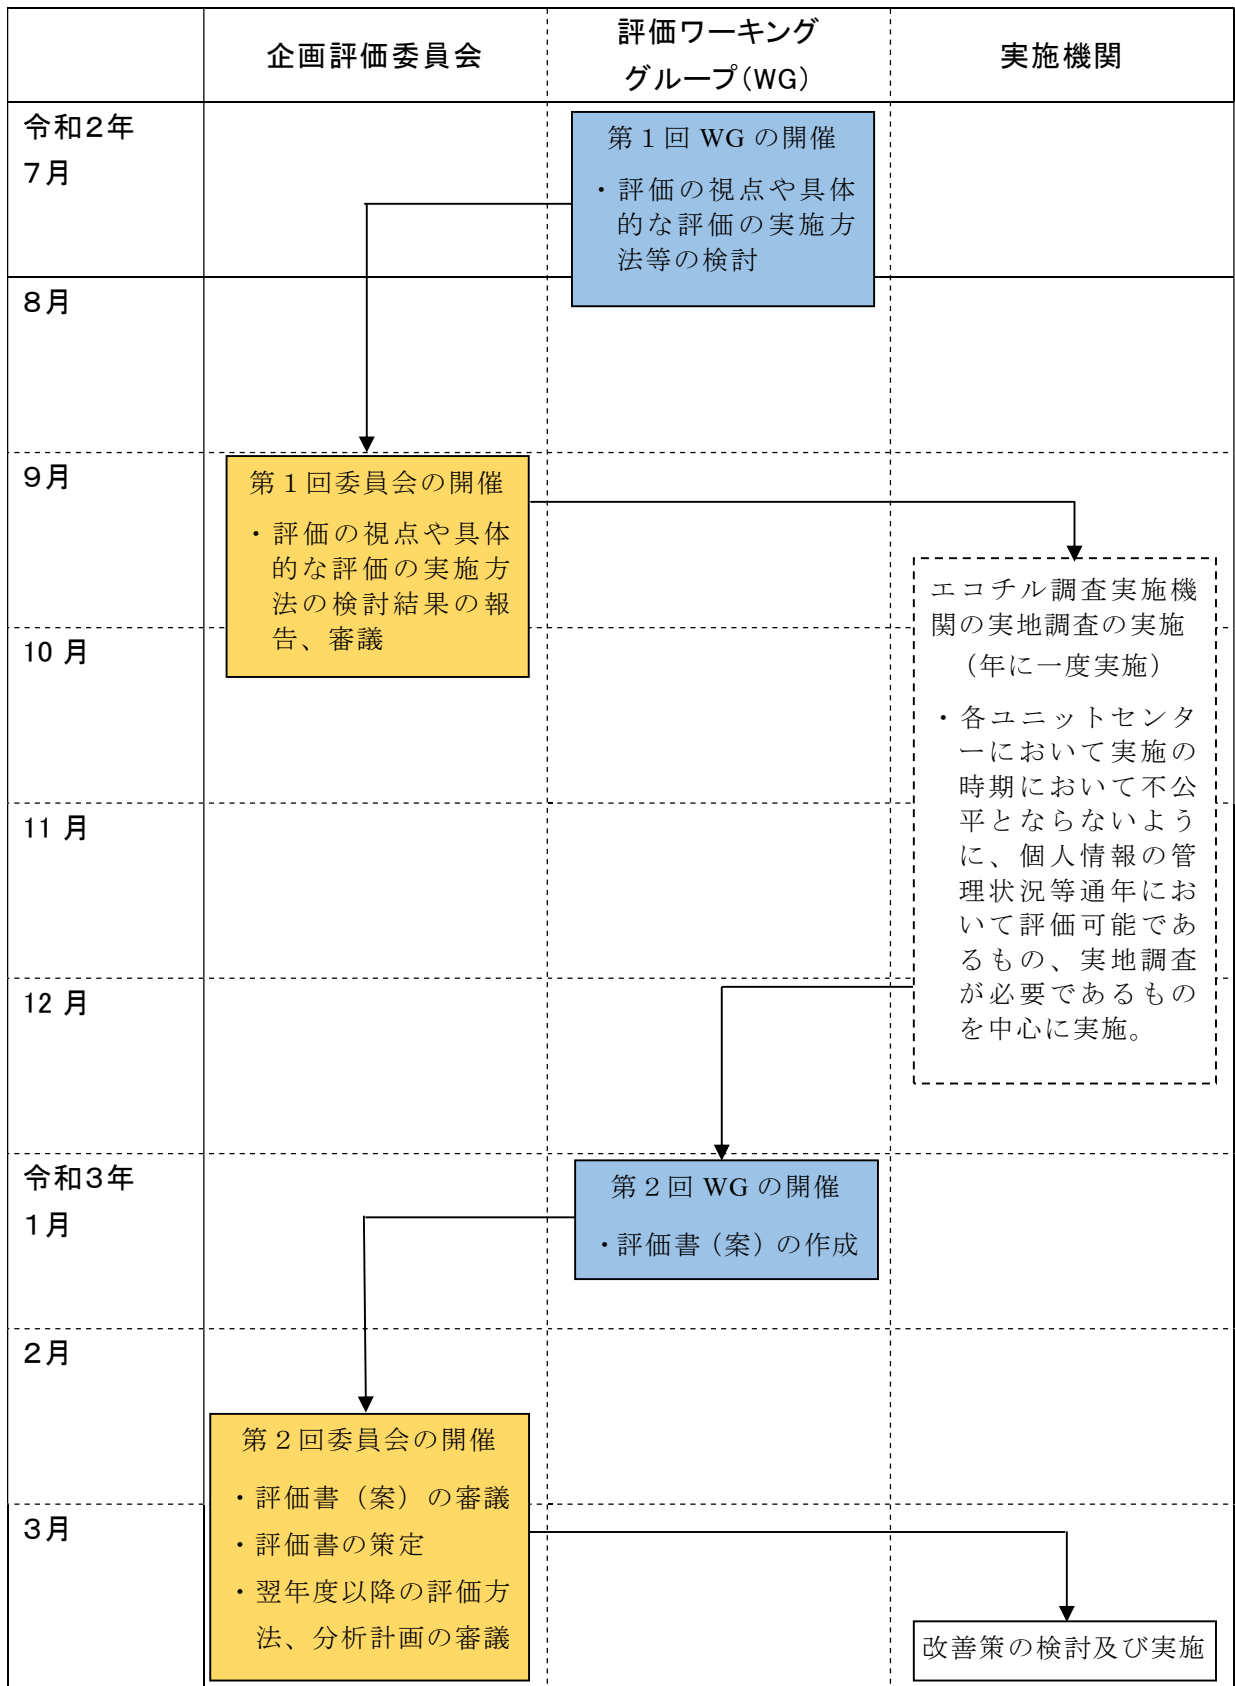 企画評価委員会
評価ワーキング
グループ（WG）
実施機関
令和２年
７月
第１回 WG の開催
・評価の視点や具体
的な評価の実施方
法等の検討
８月
９月
第１回委員会の開催
・評価の視点や具体
的な評価の実施方
法の検討結果の報
告、審議
エコチル調査実施機
関の実地調査の実施
（年に一度実施）
・各ユニットセンタ
ーにおいて実施の
時期において不公
平とならないよう
に、個人情報の管
理状況等通年にお
いて評価可能であ
るもの、実地調査
が必要であるもの
を中心に実施。
10 月
11 月
12 月
令和３年
１月
第２回 WG の開催
・評価書（案）の作成
２月
第２回委員会の開催
・評価書（案）の審議
・評価書の策定
・翌年度以降の評価方
法、分析計画の審議
３月
改善策の検討及び実施